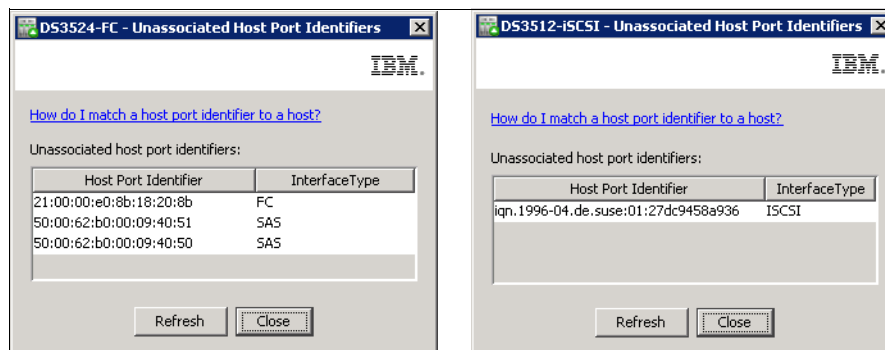 DS3524-FC - Unassociated Host Port Identifiers
IBM.
How do I match a host port identifier to a host?
Unassociated host port identifiers:
Host Port Identifier InterfaceType
21:00:00:e0:8b:18:20:8b FC
50:00:62:b0:00:09:40:51 SAS
50:00:62:b0:00:09:40:50 SAS
Refresh Close
DS3512-iSCSI - Unassociated Host Port Identifiers
IBM.
How do I match a host port identifier to a host?
Unassociated host port identifiers:
Host Port Identifier InterfaceType
iqn.1996-04.de.suse:01:27dc9458a936 ISCSI
Refresh Close